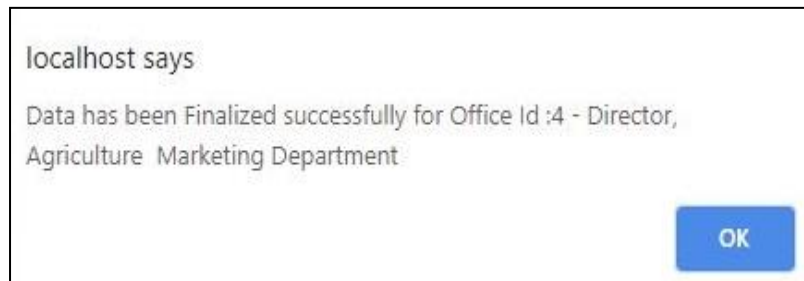 localhost says
Data has been Finalized successfully for Office Id :4 - Director,
Agriculture  Marketing Department
OK